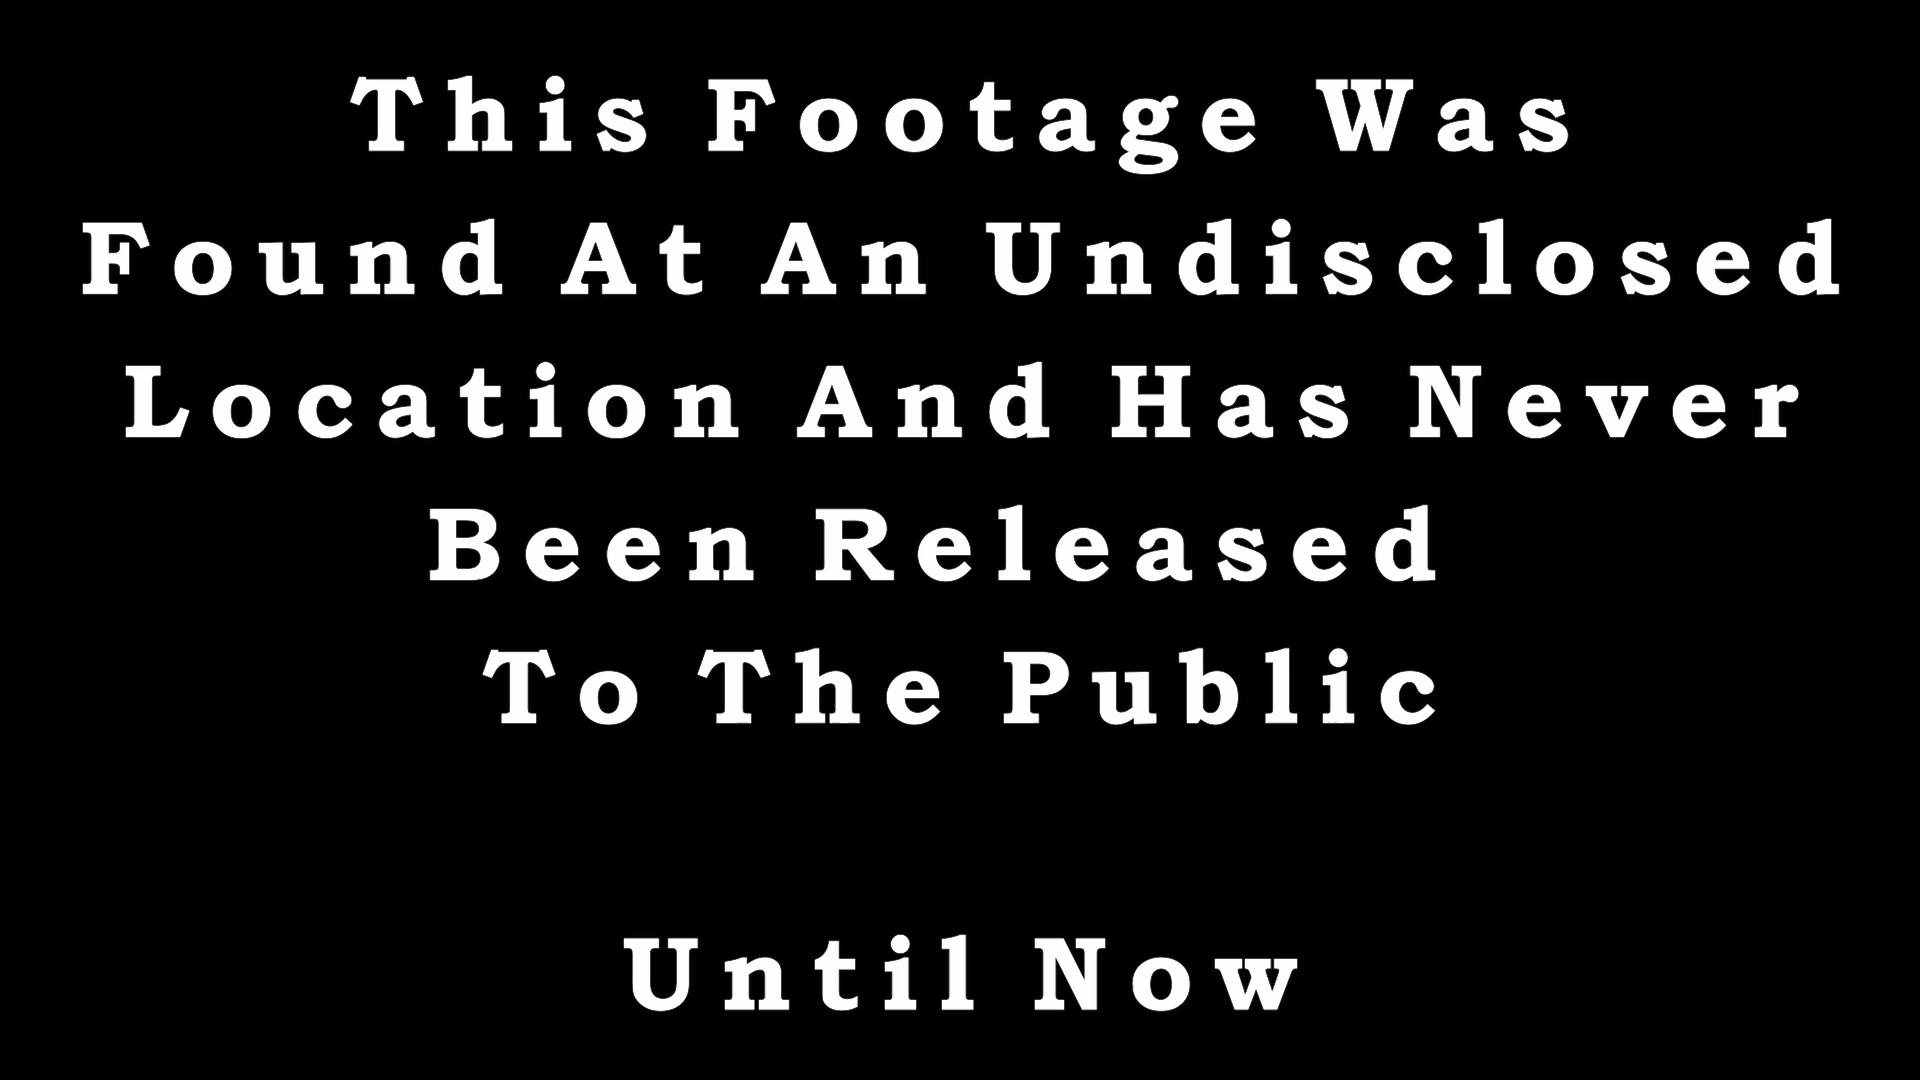 This Footage Was
Found At An Undisclosed
Location And Has Never
Been Released
To The Public
Until Now